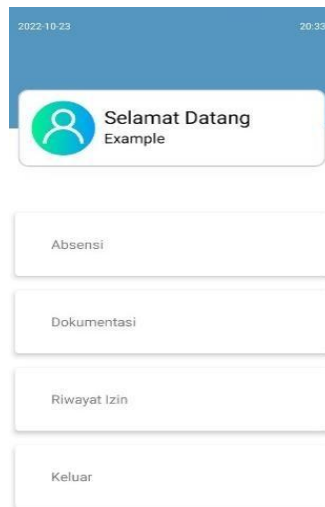 2022-10-23
20:33
Selamat Datang
Example
Absensi
Dokumentasi
Riwayat Izin
Keluar